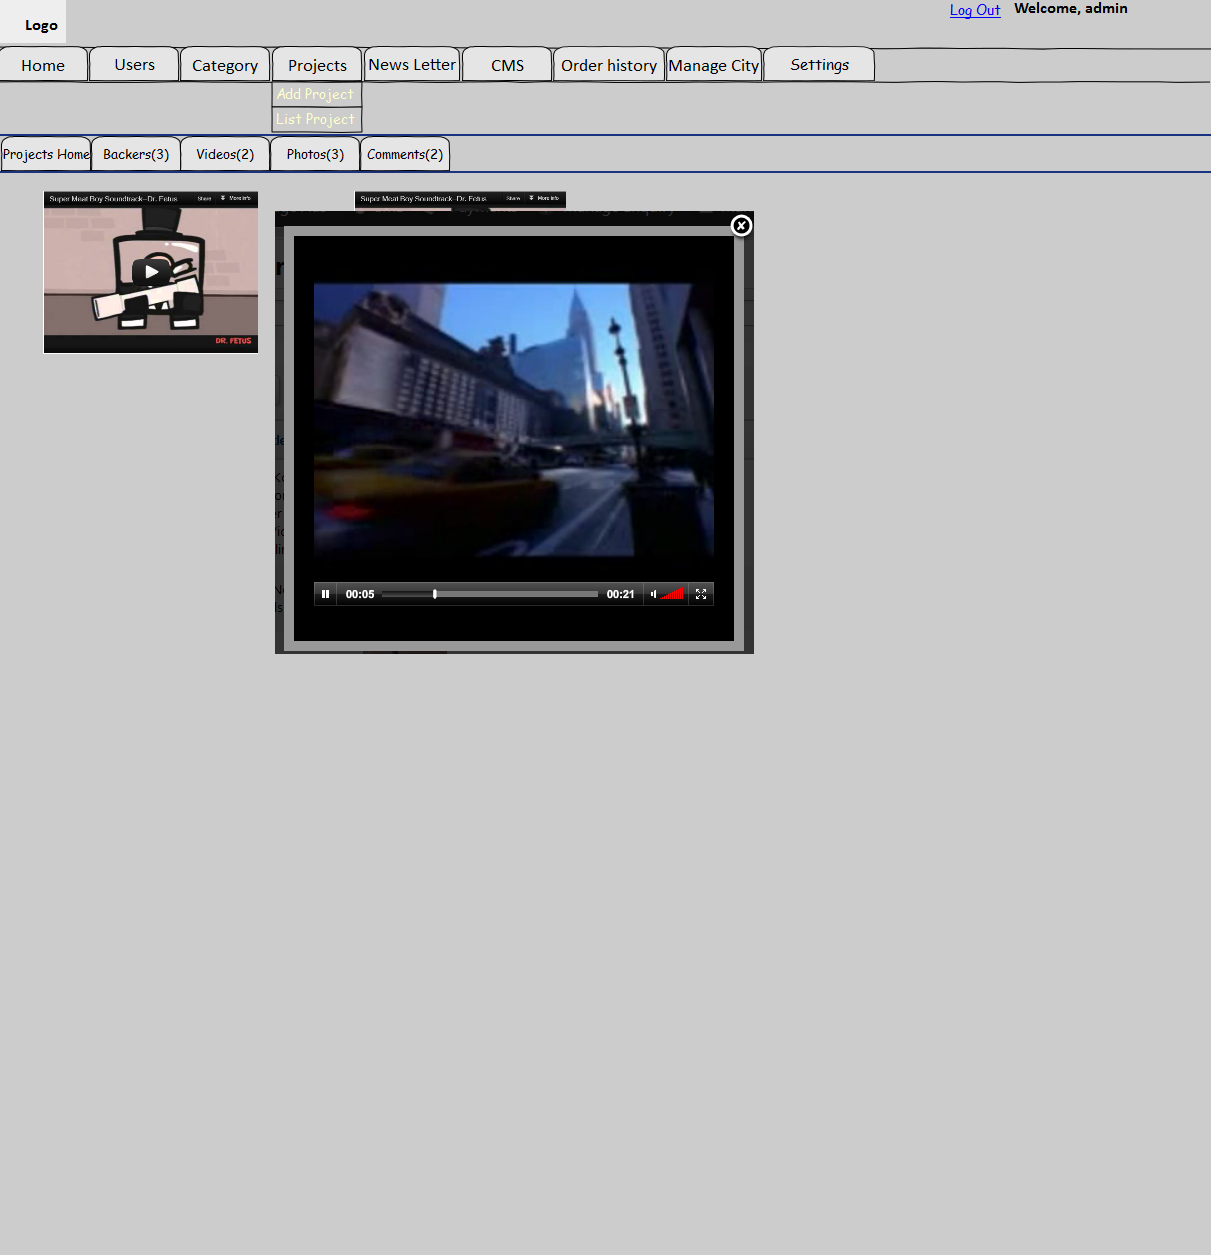 Logo
Log Out Welcome, admin
Home Users Category Projects News Letter CMS Order history Manage City Settings
Add Project
List Project
Projects Home Backers(3) Videos(2) Photos(3) Comments(2)
Super Meat Boy Soundtrack--Dr. Fetus Share More info
Super Meat Boy Soundtrack--Dr. Fetus Share More info
DR. FETUS
00:05 00:21